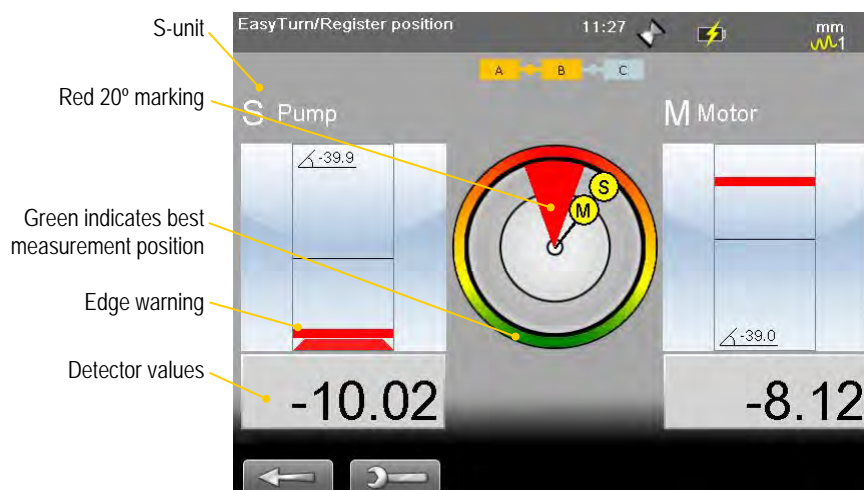 S-unit
Red 20º marking
Green indicates best
measurement position
Edge warning
Detector values
EasyTurn/Register position
11:27
mm
1
A
B
C
S Pump
M Motor
-39.9
S
M
-39.0
-10.02
-8.12